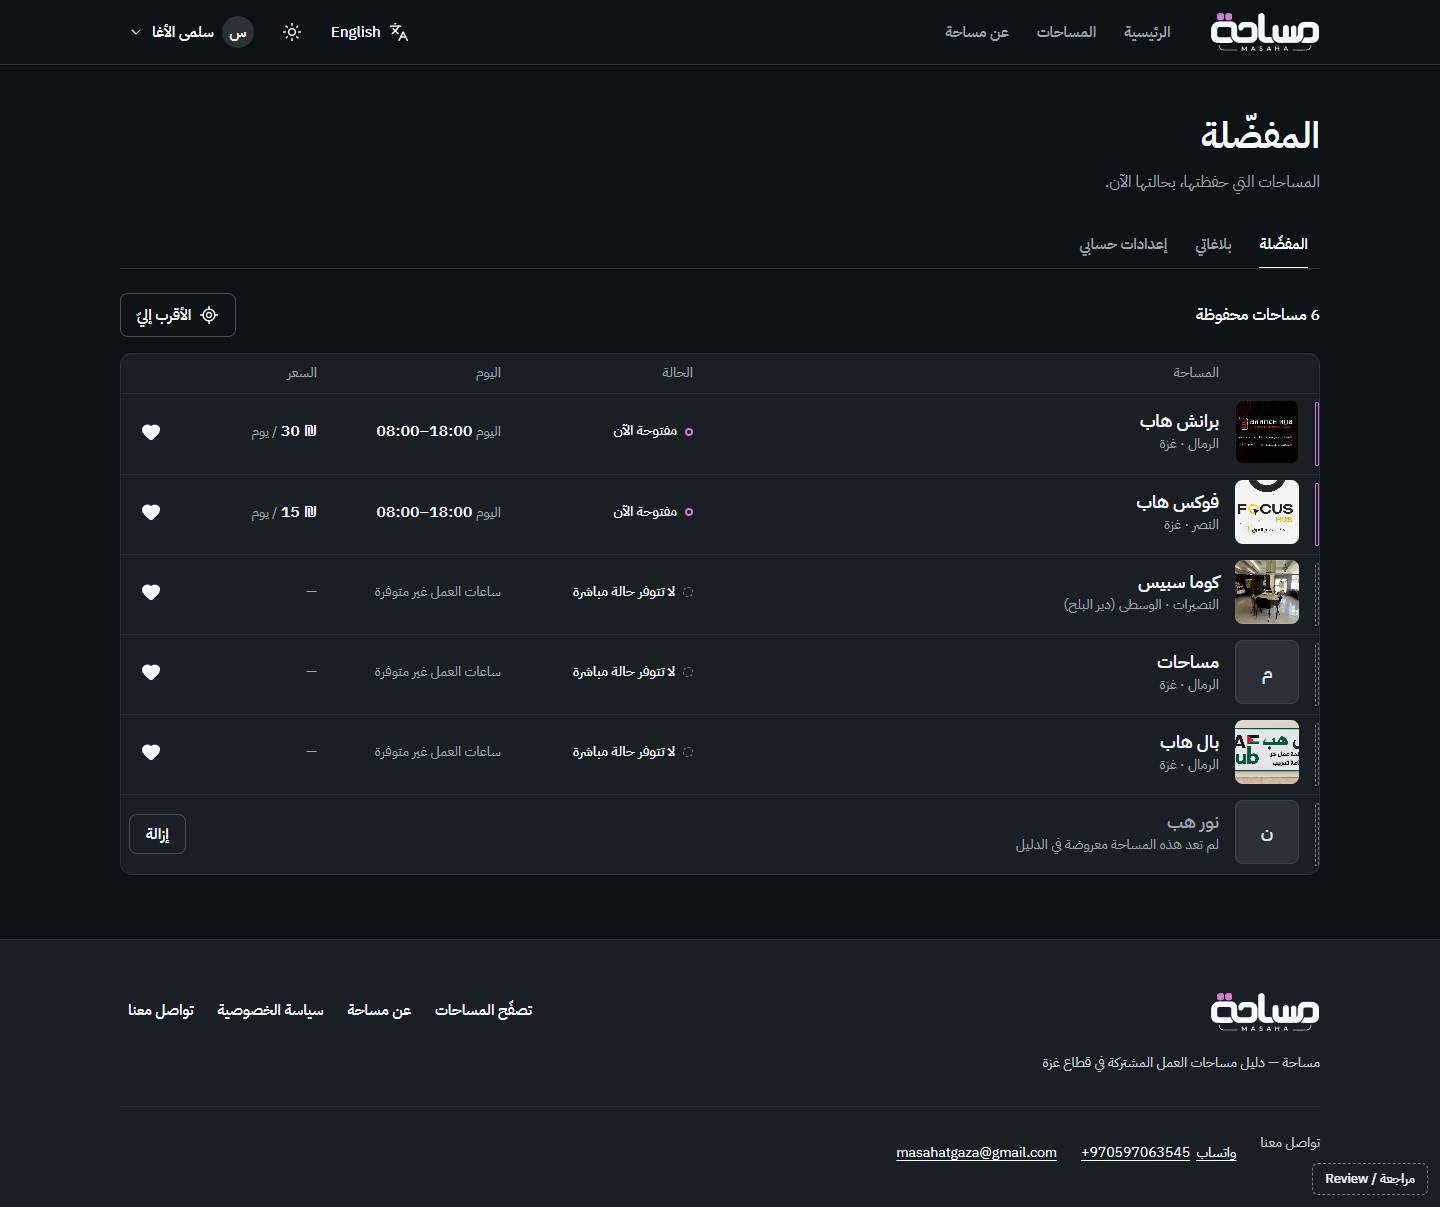 مساحة
MASAHA
الرئيسية
المساحات
عن مساحة
English
س
سلمى الأغا
المفضّلة
المساحات التي حفظتها، بحالتها الآن.
المفضّلة
بلاغاتي
إعدادات حسابي
6 مساحات محفوظة
الأقرب إليّ
المساحة
الحالة
اليوم
السعر
BRANCH HUB
برانش هاب
الرمال · غزة
مفتوحة الآن
اليوم 08:00–18:00
₪ 30 / يوم
FOCUS
HUB
فوكس هاب
النصر · غزة
مفتوحة الآن
اليوم 08:00–18:00
₪ 15 / يوم
كوما سبيس
النصيرات · الوسطى (دير البلح)
لا تتوفر حالة مباشرة
ساعات العمل غير متوفرة
—
م
مساحات
الرمال · غزة
لا تتوفر حالة مباشرة
ساعات العمل غير متوفرة
—
هب
ub
بال هاب
الرمال · غزة
لا تتوفر حالة مباشرة
ساعات العمل غير متوفرة
—
ن
نور هب
لم تعد هذه المساحة معروضة في الدليل
إزالة
مساحة
MASAHA
تصفّح المساحات
عن مساحة
سياسة الخصوصية
تواصل معنا
مساحة — دليل مساحات العمل المشتركة في قطاع غزة
تواصل معنا
واتساب +970597063545
masahatgaza@gmail.com
مراجعة / Review